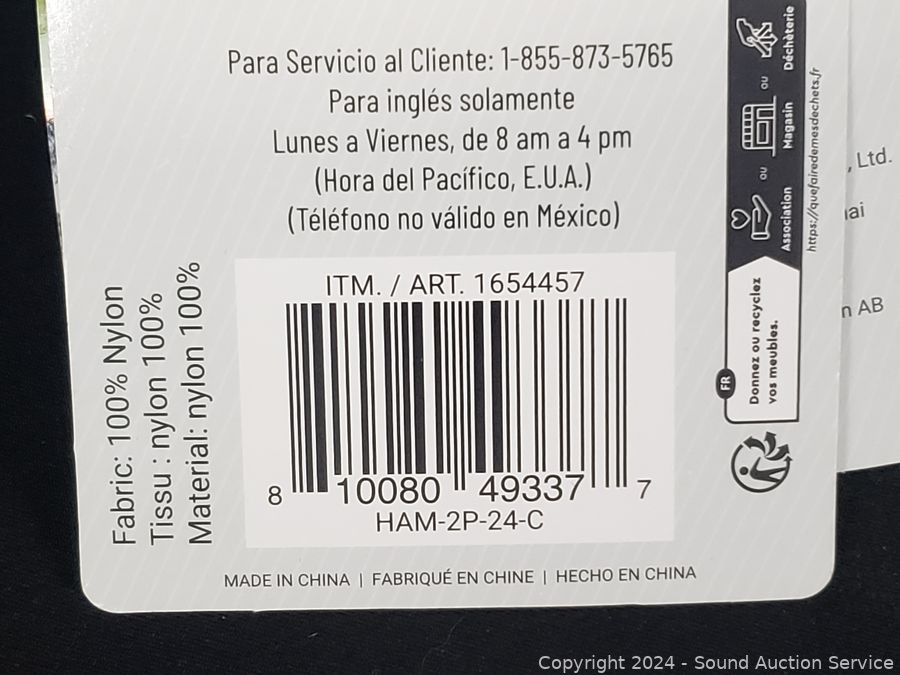 Para Servicio al Cliente: 1-855-873-5765
Para inglés solamente
Lunes a Viernes, de 8 am a 4 pm
(Hora del Pacífico, E.U.A.)
(Téléfono no válido en México)
Fabric: 100% Nylon
Tissu : nylon 100%
Material: nylon 100%
ITM. / ART. 1654457
8 10080 49337 7
HAM-2P-24-C
MADE IN CHINA | FABRIQUÉ EN CHINE | HECHO EN CHINA
FR
Donnez ou recyclez
vos meubles.
Association ou Magasin ou Déchèterie
https://quefairedemesdechets.fr
, Ltd.
ai
n AB
Copyright 2024 - Sound Auction Service